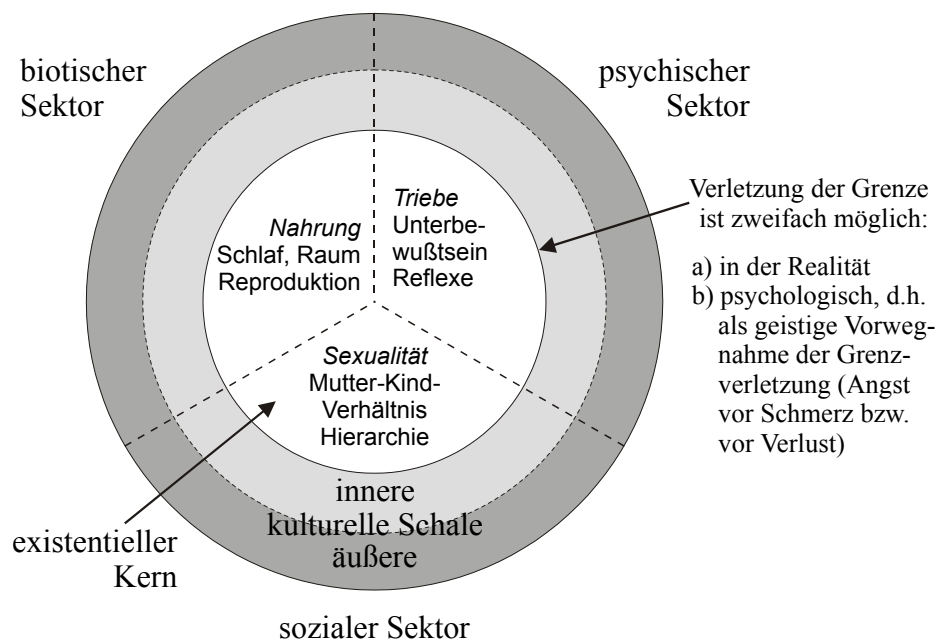 biotischer
Sektor
psychischer
Sektor
Nahrung
Schlaf, Raum
Reproduktion
Triebe
Unterbe-
wußtsein
Reflexe
Verletzung der Grenze
ist zweifach möglich:
a) in der Realität
b) psychologisch, d.h.
als geistige Vorweg-
nahme der Grenz-
verletzung (Angst
vor Schmerz bzw.
vor Verlust)
Sexualität
Mutter-Kind-
Verhältnis
Hierarchie
innere
kulturelle Schale
äußere
existentieller
Kern
sozialer Sektor